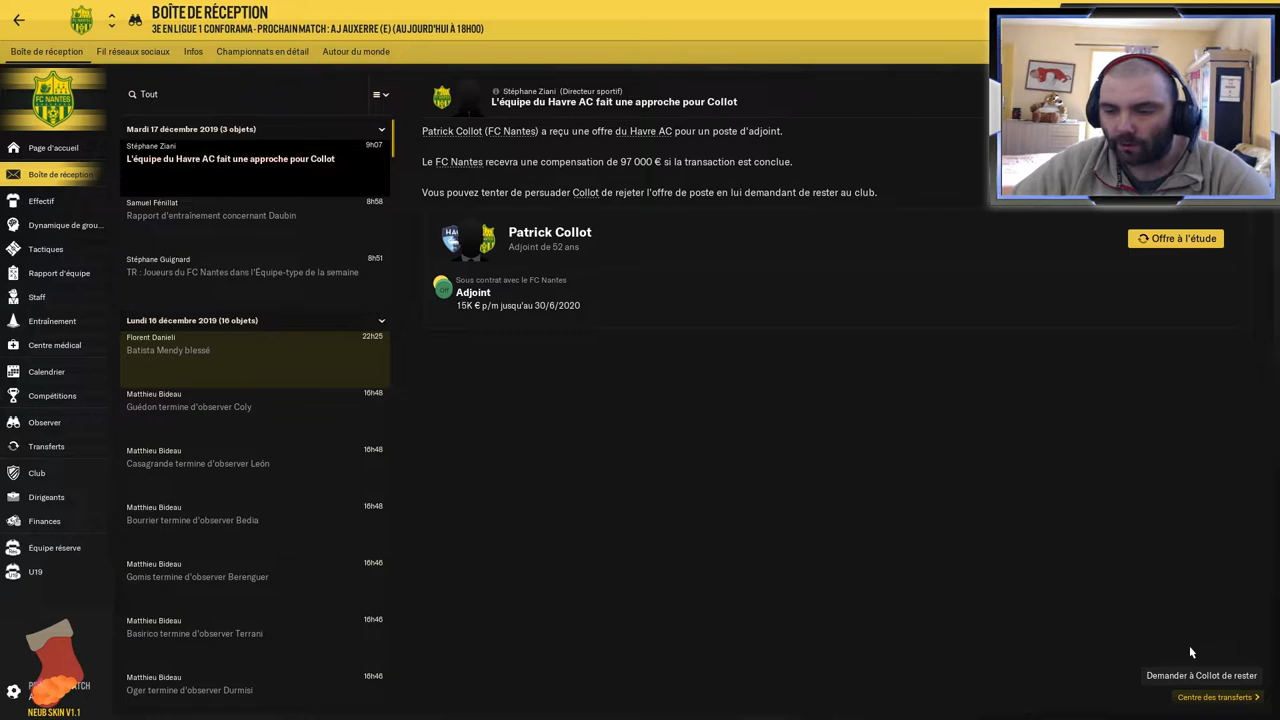 BOÎTE DE RÉCEPTION
3E EN LIGUE 1 CONFORAMA - PROCHAIN MATCH : AJ AUXERRE (E) (AUJOURD'HUI À 18H00)
Boîte de réception Fil réseaux sociaux Infos Championnats en détail Autour du monde
FC NANTES
Page d'accueil
Boîte de réception
Effectif
Dynamique de grou...
Tactiques
Rapport d'équipe
Staff
Entraînement
Centre médical
Calendrier
Compétitions
Observer
Transferts
Club
Dirigeants
Finances
Équipe réserve
U19
NEUB SKIN V1.1
Tout
Mardi 17 décembre 2019 (3 objets)
Stéphane Ziani 9h07
L'équipe du Havre AC fait une approche pour Collot
Samuel Fénillat 8h58
Rapport d'entraînement concernant Daubin
Stéphane Guignard 8h51
TR : Joueurs du FC Nantes dans l'Équipe-type de la semaine
Lundi 16 décembre 2019 (16 objets)
Florent Danieli 22h25
Batista Mendy blessé
Matthieu Bideau 16h48
Guédon termine d'observer Coly
Matthieu Bideau 16h48
Casagrande termine d'observer León
Matthieu Bideau 16h48
Bourrier termine d'observer Bedia
Matthieu Bideau 16h46
Gomis termine d'observer Berenguer
Matthieu Bideau 16h46
Basirico termine d'observer Terrani
Matthieu Bideau 16h46
Oger termine d'observer Durmisi
Stéphane Ziani (Directeur sportif)
L'équipe du Havre AC fait une approche pour Collot
Patrick Collot (FC Nantes) a reçu une offre du Havre AC pour un poste d'adjoint.
Le FC Nantes recevra une compensation de 97 000 € si la transaction est conclue.
Vous pouvez tenter de persuader Collot de rejeter l'offre de poste en lui demandant de rester au club.
Patrick Collot
Adjoint de 52 ans
Offre à l'étude
Sous contrat avec le FC Nantes
Adjoint
15K € p/m jusqu'au 30/6/2020
Demander à Collot de rester
Centre des transferts